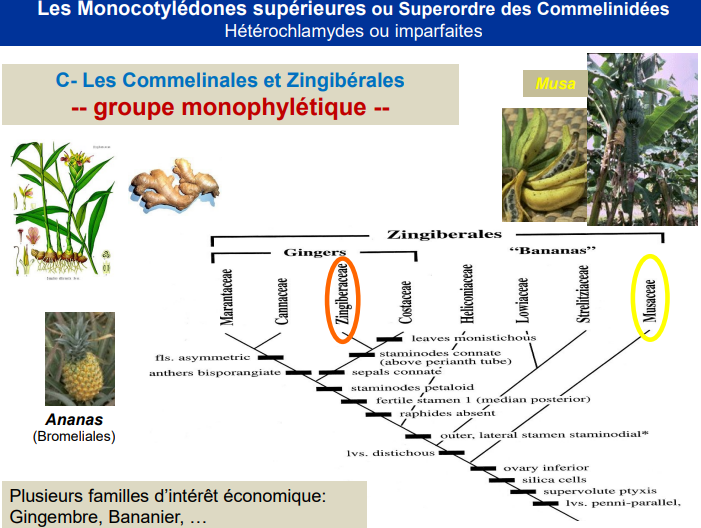 Les Monocotylédones supérieures ou Superordre des Commelinidées
Hétérochlamydes ou imparfaites
C- Les Commelinales et Zingibérales
-- groupe monophylétique --
Musa
Zingiberales
Gingers
“Bananas”
Marantaceae
Cannaceae
Zingiberaceae
Costaceae
Heliconiaceae
Lowiaceae
Strelitziaceae
Musaceae
leaves monistichous
fls. asymmetric
staminodes connate
(above perianth tube)
anthers bisporangiate
sepals connate
staminodes petaloid
fertile stamen 1 (median posterior)
raphides absent
outer, lateral stamen staminodial*
lvs. distichous
ovary inferior
silica cells
supervolute ptyxis
lvs. penni-parallel,
Ananas
(Bromeliales)
Plusieurs familles d’intérêt économique:
Gingembre, Bananier, …